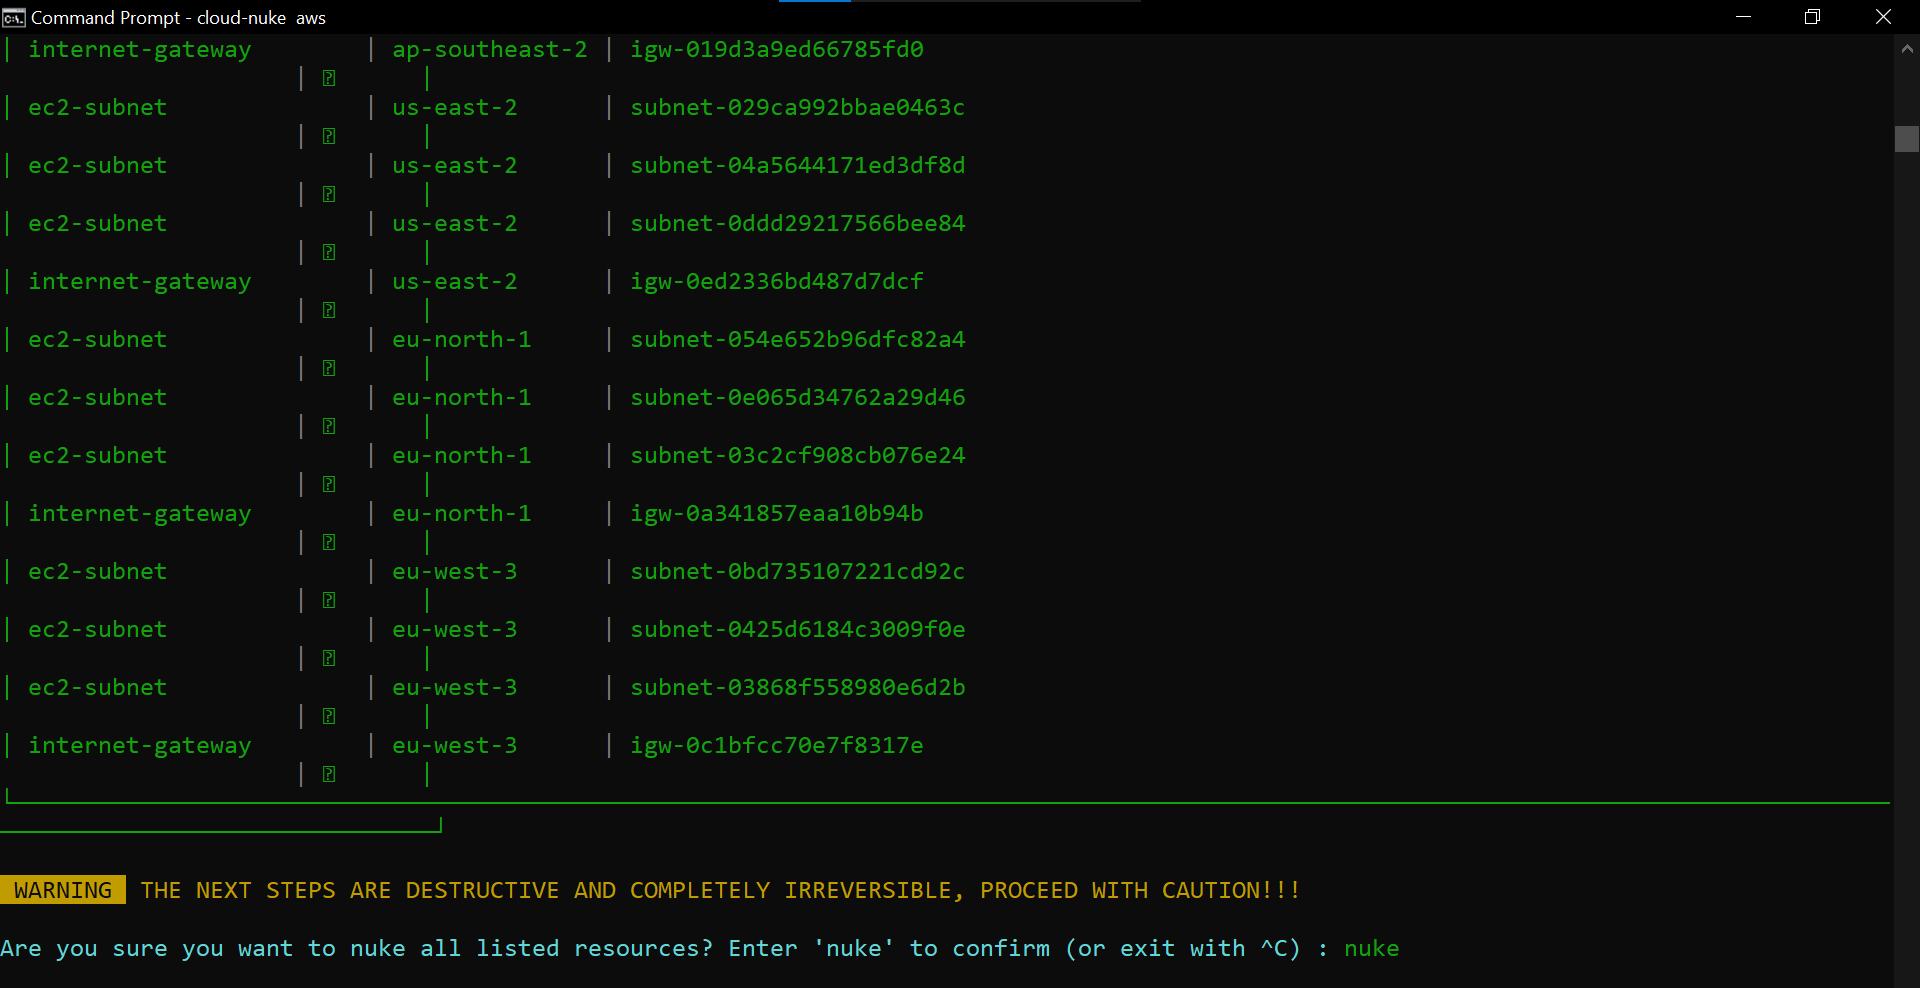 Command Prompt - cloud-nuke  aws
| internet-gateway | ap-southeast-2 | igw-019d3a9ed66785fd0
| ⍰ |
| ec2-subnet | us-east-2 | subnet-029ca992bbae0463c
| ⍰ |
| ec2-subnet | us-east-2 | subnet-04a5644171ed3df8d
| ⍰ |
| ec2-subnet | us-east-2 | subnet-0ddd29217566bee84
| ⍰ |
| internet-gateway | us-east-2 | igw-0ed2336bd487d7dcf
| ⍰ |
| ec2-subnet | eu-north-1 | subnet-054e652b96dfc82a4
| ⍰ |
| ec2-subnet | eu-north-1 | subnet-0e065d34762a29d46
| ⍰ |
| ec2-subnet | eu-north-1 | subnet-03c2cf908cb076e24
| ⍰ |
| internet-gateway | eu-north-1 | igw-0a341857eaa10b94b
| ⍰ |
| ec2-subnet | eu-west-3 | subnet-0bd735107221cd92c
| ⍰ |
| ec2-subnet | eu-west-3 | subnet-0425d6184c3009f0e
| ⍰ |
| ec2-subnet | eu-west-3 | subnet-03868f558980e6d2b
| ⍰ |
| internet-gateway | eu-west-3 | igw-0c1bfcc70e7f8317e
| ⍰ |
WARNING THE NEXT STEPS ARE DESTRUCTIVE AND COMPLETELY IRREVERSIBLE, PROCEED WITH CAUTION!!!
Are you sure you want to nuke all listed resources? Enter 'nuke' to confirm (or exit with ^C) : nuke